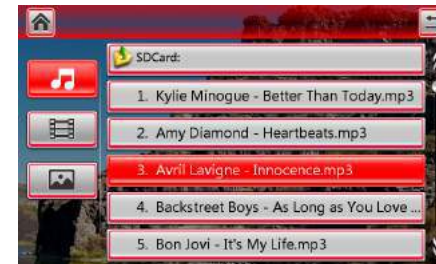 SDCard:
1. Kylie Minogue - Better Than Today.mp3
2. Amy Diamond - Heartbeats.mp3
3. Avril Lavigne - Innocence.mp3
4. Backstreet Boys - As Long as You Love ...
5. Bon Jovi - It's My Life.mp3